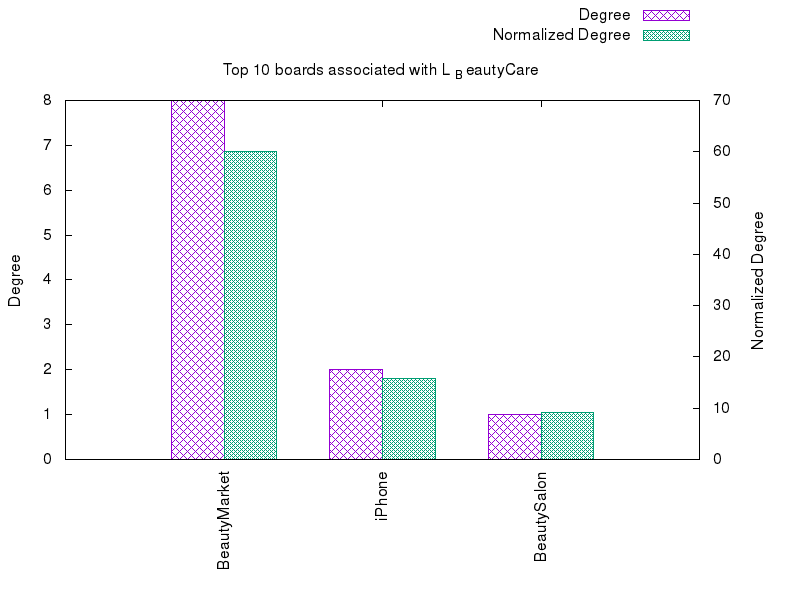 Degree
Normalized Degree
Top 10 boards associated with L B eautyCare
8
7
6
5
4
3
2
1
0
70
60
50
40
30
20
10
0
Degree
Normalized Degree
BeautyMarket
iPhone
BeautySalon